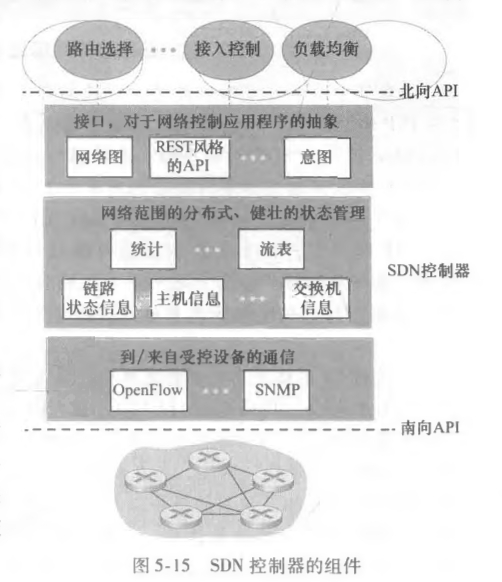 路由选择 ··· 接入控制 负载均衡
北向API
接口，对于网络控制应用程序的抽象
网络图 REST风格的API ··· 意图
网络范围的分布式、健壮的状态管理
统计 ··· 流表
SDN控制器
链路状态信息 主机信息 ··· 交换机信息
到/来自受控设备的通信
OpenFlow ··· SNMP
南向API
图 5-15 SDN 控制器的组件